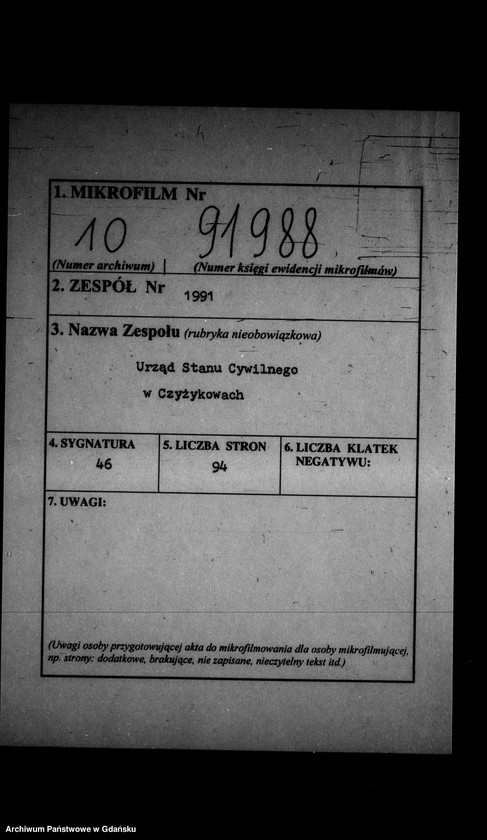 1. MIKROFILM Nr
10 91988
(Numer archiwum) (Numer księgi ewidencji mikrofilmów)
2. ZESPÓŁ Nr
1991
3. Nazwa Zespołu (rubryka nieobowiązkowa)
Urząd Stanu Cywilnego
w Czyżykowach
4. SYGNATURA 5. LICZBA STRON 6. LICZBA KLATEK
NEGATYWU:
46 94
7. UWAGI:
(Uwagi osoby przygotowującej akta do mikrofilmowania dla osoby mikrofilmującej,
np. strony: dodatkowe, brakujące, nie zapisane, nieczytelny tekst itd.)
Archiwum Państwowe w Gdańsku